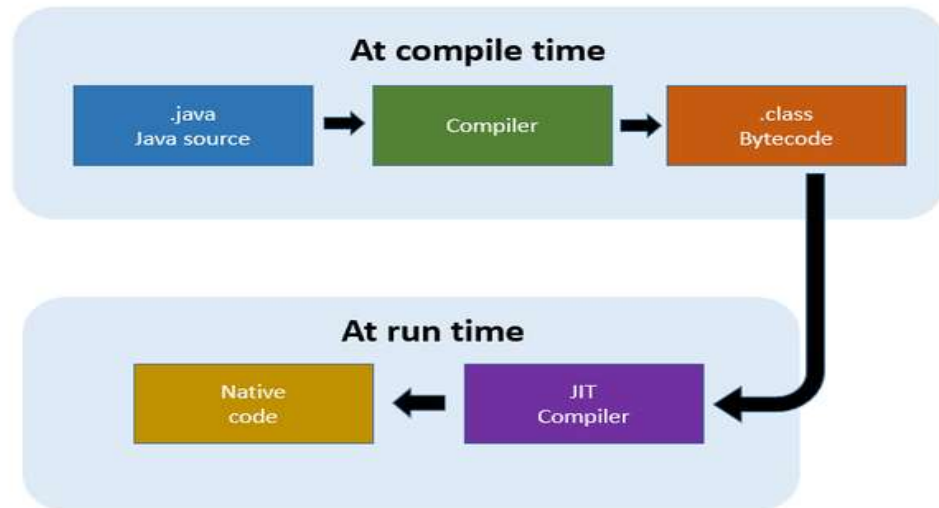 At compile time
.java
Java source
Compiler
.class
Bytecode
At run time
Native
code
JIT
Compiler